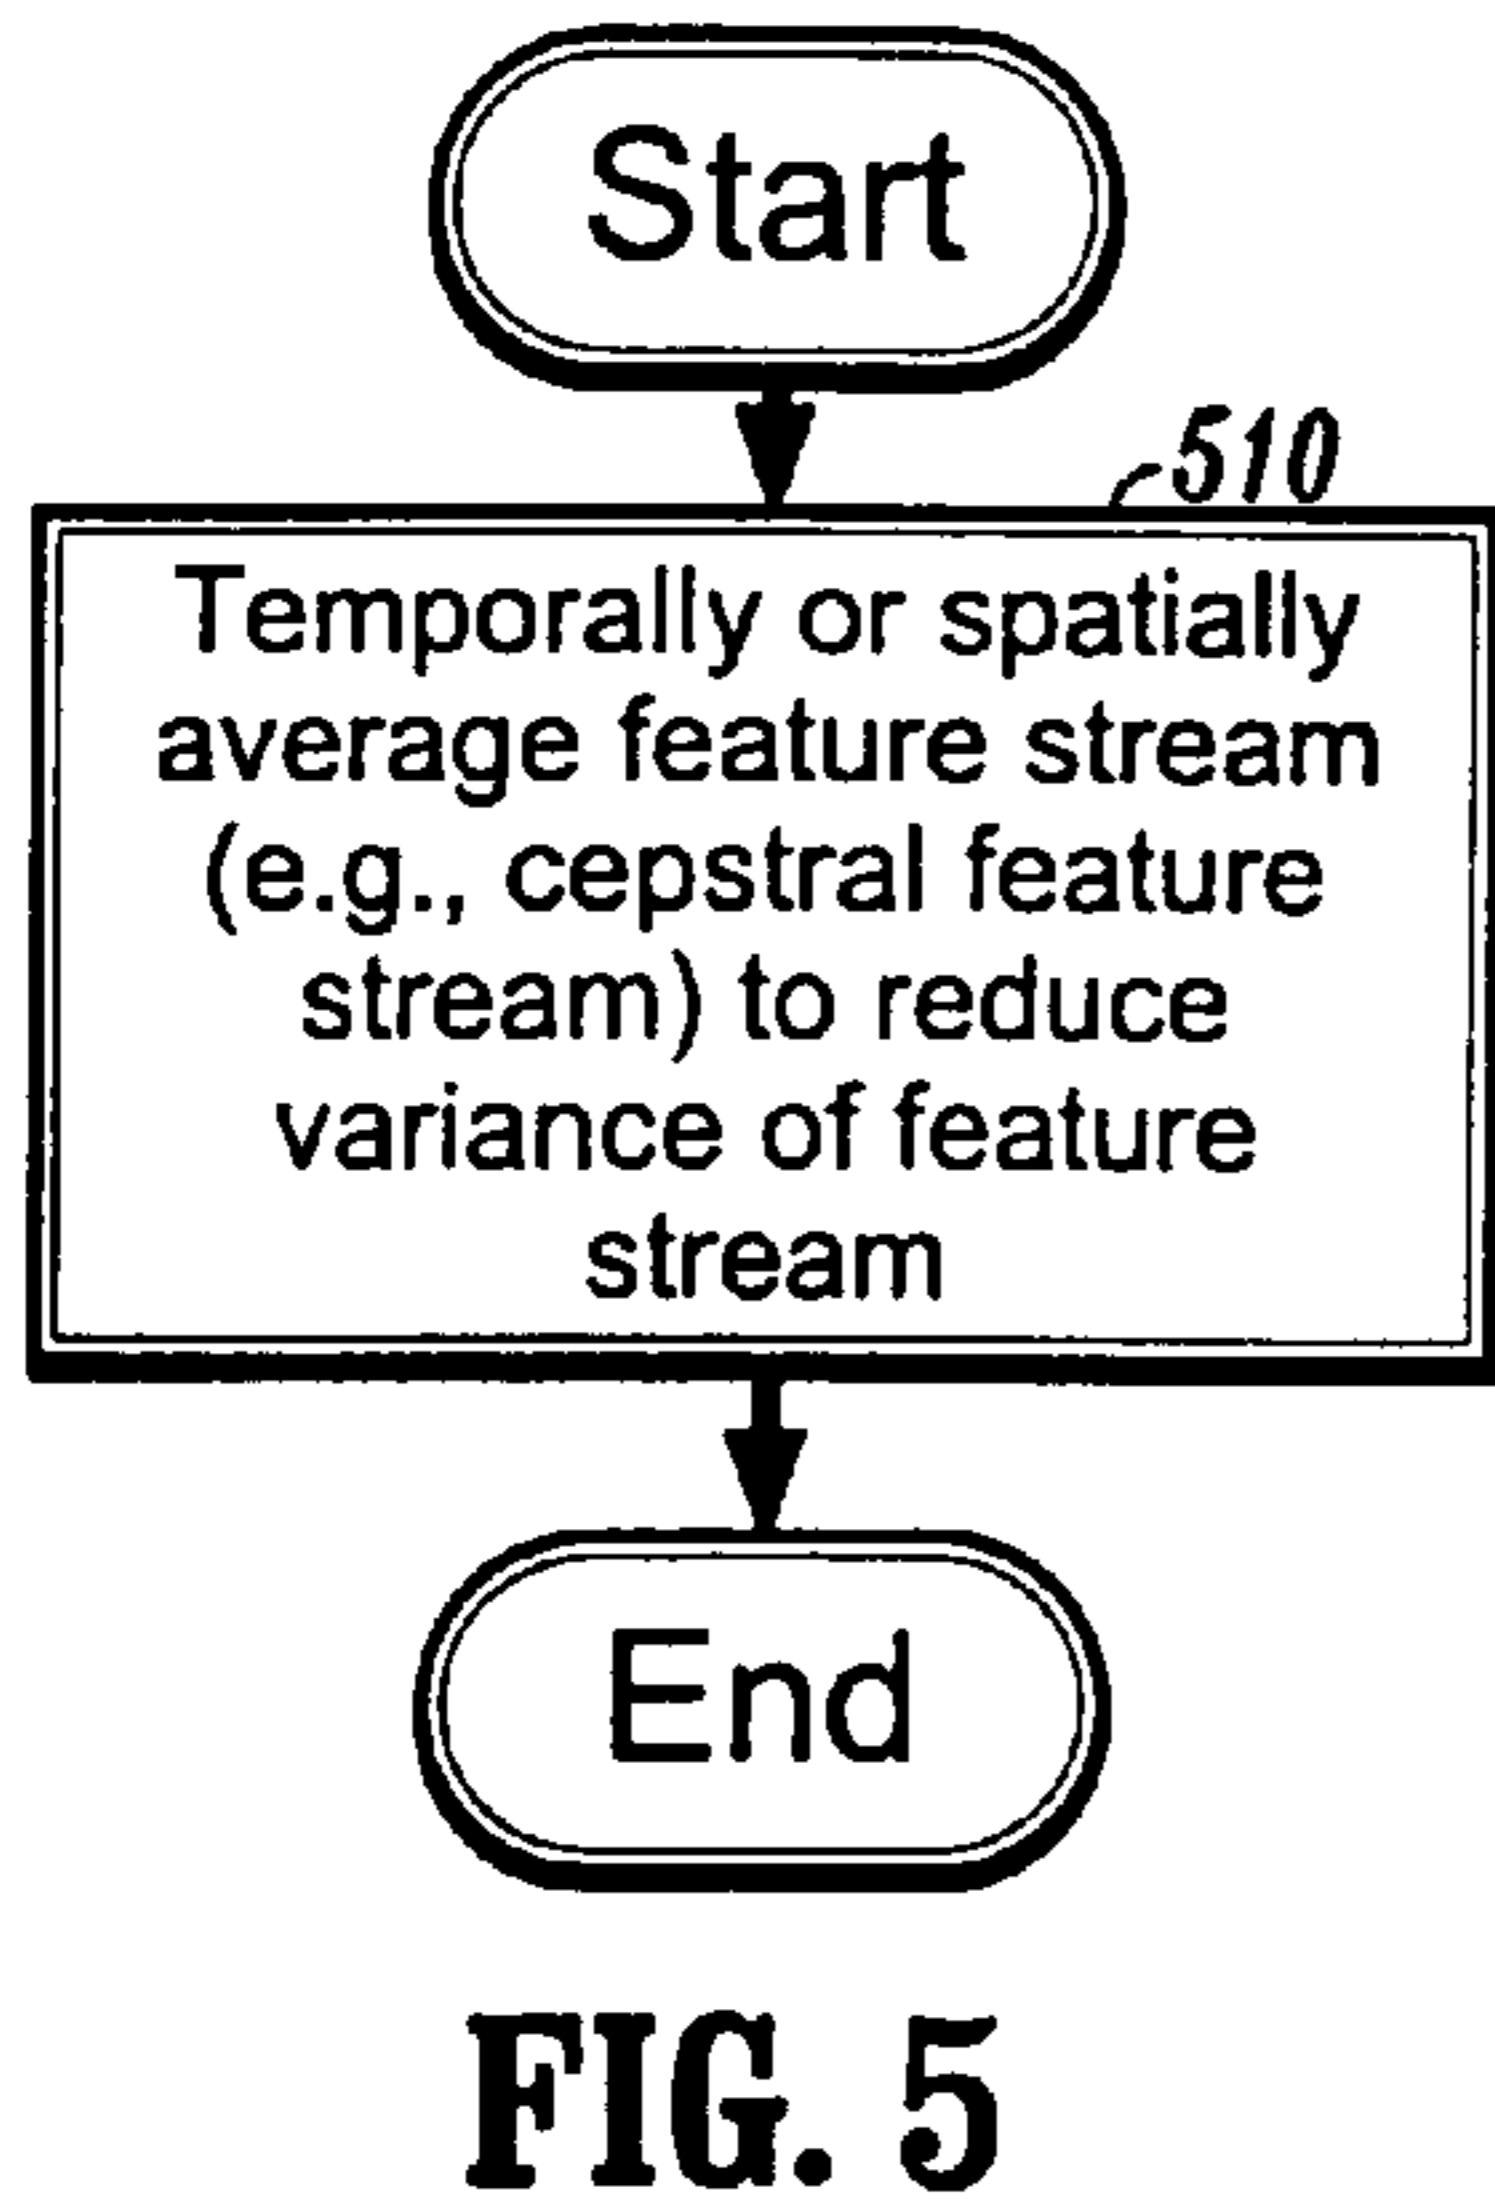 Start
510
Temporally or spatially
average feature stream
(e.g., cepstral feature
stream) to reduce
variance of feature
stream
End
FIG. 5